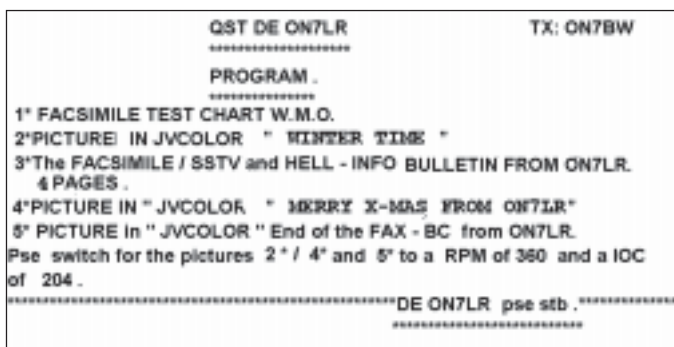 QST DE ON7LR TX: ON7BW
********************
PROGRAM .
***************
1* FACSIMILE TEST CHART W.M.O.
2*PICTURE IN JVCOLOR " WINTER TIME "
3*The FACSIMILE / SSTV and HELL - INFO BULLETIN FROM ON7LR.
4 PAGES .
4*PICTURE IN " JVCOLOR " MERRY X-MAS FROM ON7LR"
5* PICTURE in " JVCOLOR " End of the FAX - BC from ON7LR.
Pse switch for the pictures 2 * / 4* and 5* to a RPM of 360 and a IOC
of 204 .
*******************************************************DE ON7LR pse stb .**************
***************************